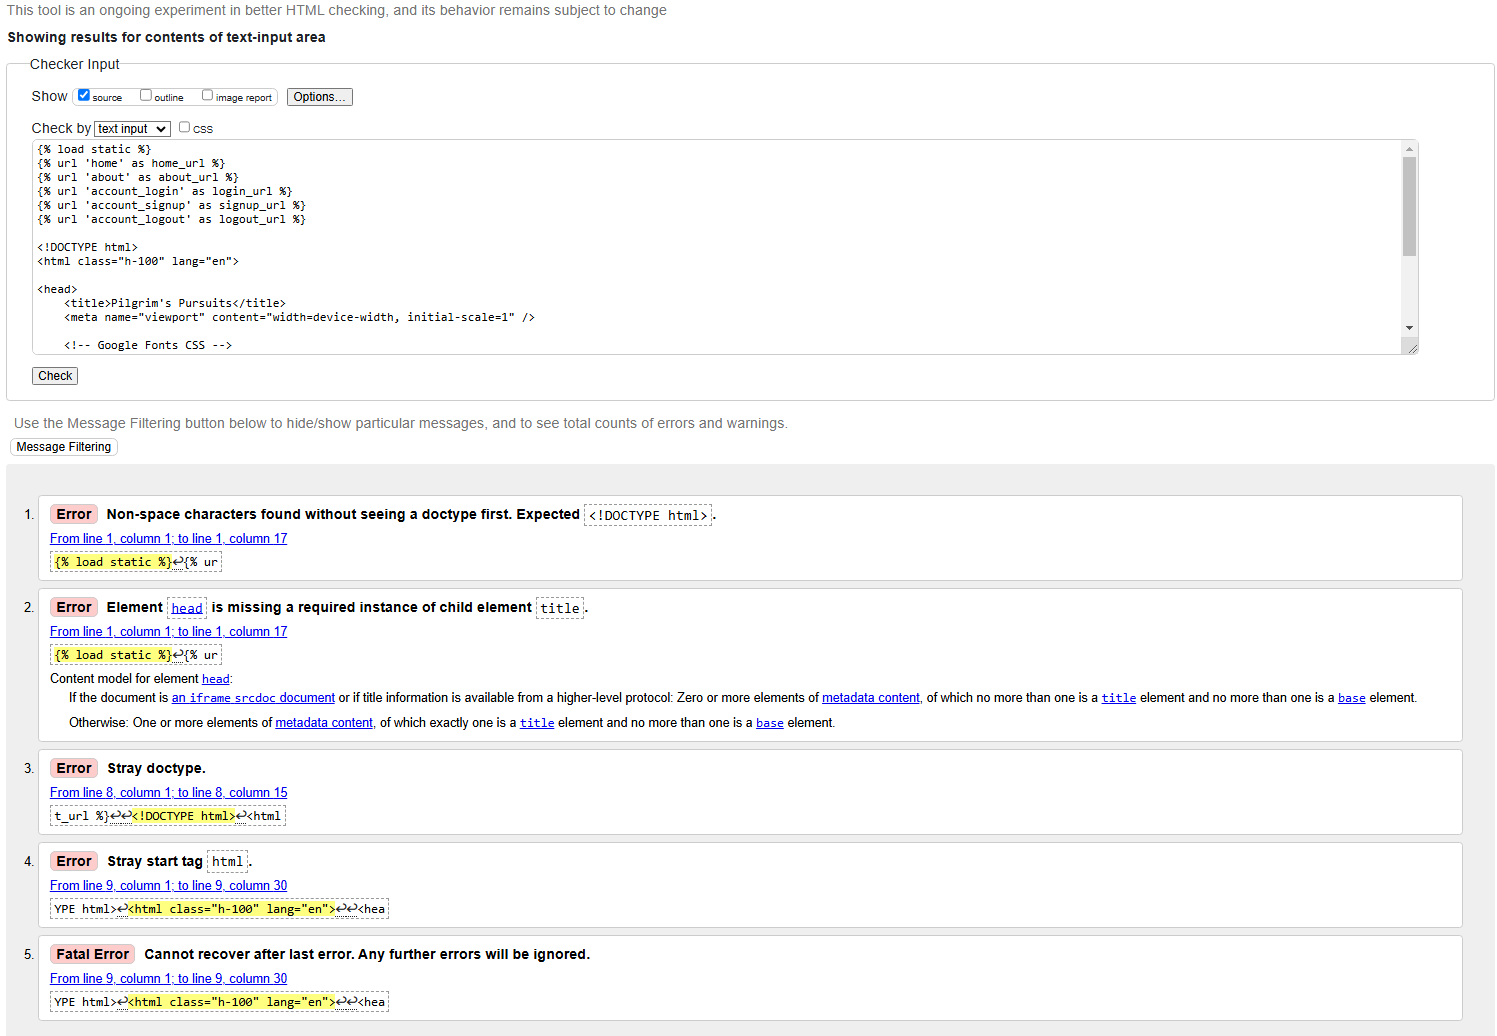 This tool is an ongoing experiment in better HTML checking, and its behavior remains subject to change
Showing results for contents of text-input area
Checker Input
Show source outline image report Options...
Check by text input css
{% load static %}
{% url 'home' as home_url %}
{% url 'about' as about_url %}
{% url 'account_login' as login_url %}
{% url 'account_signup' as signup_url %}
{% url 'account_logout' as logout_url %}
<!DOCTYPE html>
<html class="h-100" lang="en">
<head>
<title>Pilgrim's Pursuits</title>
<meta name="viewport" content="width=device-width, initial-scale=1" />
<!-- Google Fonts CSS -->
Check
Use the Message Filtering button below to hide/show particular messages, and to see total counts of errors and warnings.
Message Filtering
1. Error Non-space characters found without seeing a doctype first. Expected <!DOCTYPE html>.
From line 1, column 1; to line 1, column 17
{% load static %}↩{% ur
2. Error Element head is missing a required instance of child element title.
From line 1, column 1; to line 1, column 17
{% load static %}↩{% ur
Content model for element head:
If the document is an iframe srcdoc document or if title information is available from a higher-level protocol: Zero or more elements of metadata content, of which no more than one is a title element and no more than one is a base element.
Otherwise: One or more elements of metadata content, of which exactly one is a title element and no more than one is a base element.
3. Error Stray doctype.
From line 8, column 1; to line 8, column 15
t_url %}↩↩<!DOCTYPE html>↩<html
4. Error Stray start tag html.
From line 9, column 1; to line 9, column 30
YPE html>↩<html class="h-100" lang="en">↩↩<hea
5. Fatal Error Cannot recover after last error. Any further errors will be ignored.
From line 9, column 1; to line 9, column 30
YPE html>↩<html class="h-100" lang="en">↩↩<hea